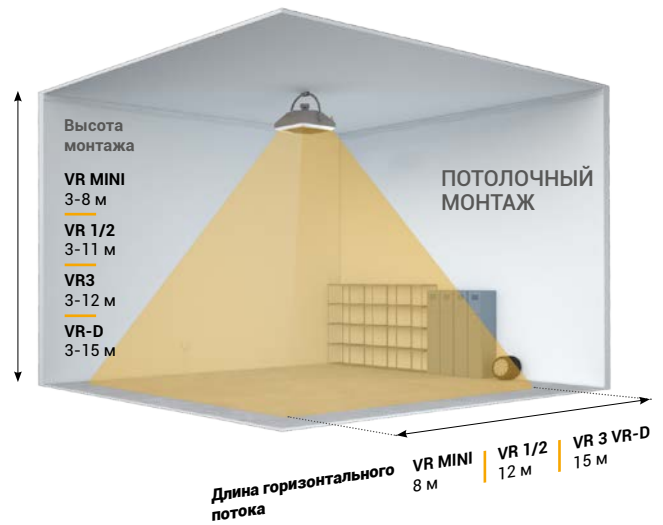 Высота
монтажа
VR MINI
3-8 м
VR 1/2
3-11 м
VR3
3-12 м
VR-D
3-15 м
ПОТОЛОЧНЫЙ
МОНТАЖ
Длина горизонтального
потока
VR MINI
8 м
VR 1/2
12 м
VR 3 VR-D
15 м